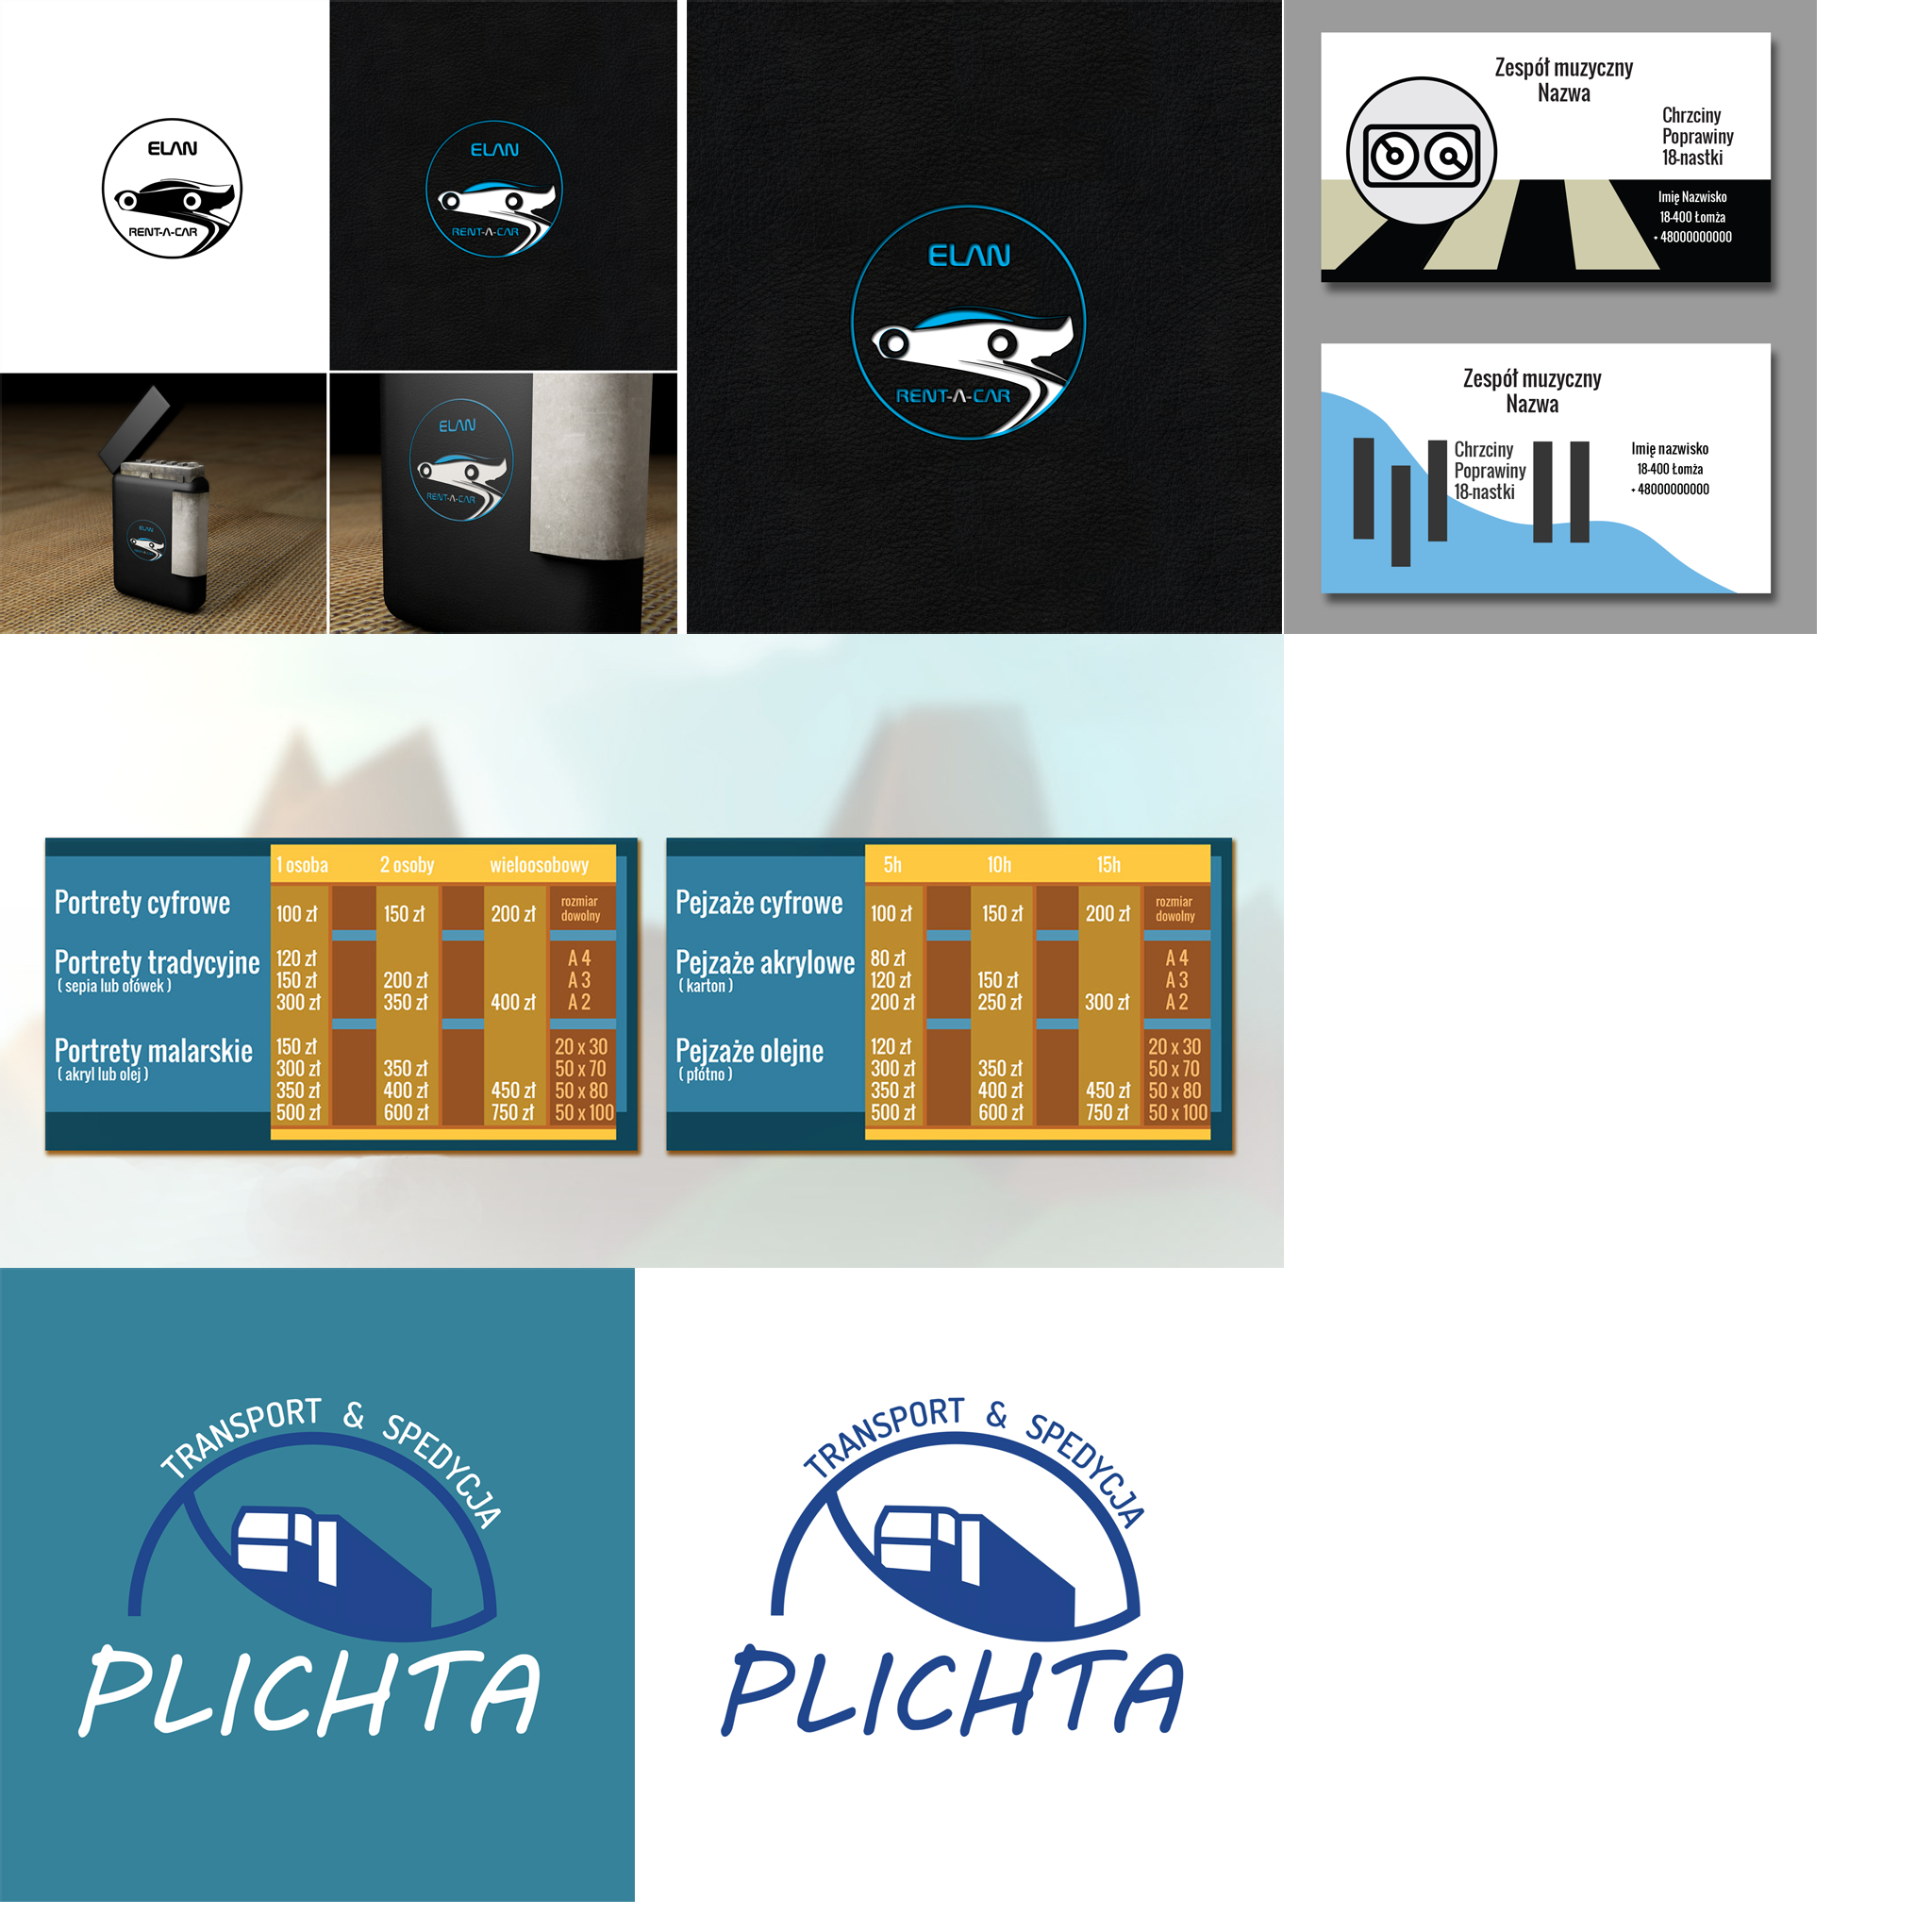 ELAN
RENT-A-CAR
ELAN
RENT-A-CAR
ELAN
RENT-A-CAR
ELAN
ELAN
RENT-A-CAR
Zespół muzyczny
Nazwa
Chrzciny
Poprawiny
18-nastki
Imię Nazwisko
18-400 Łomża
+ 48000000000
Zespół muzyczny
Nazwa
Chrzciny
Poprawiny
18-nastki
Imię nazwisko
18-400 Łomża
+ 48000000000
1 osoba 2 osoby wieloosobowy
Portrety cyfrowe 100 zł 150 zł 200 zł rozmiar
dowolny
120 zł A 4
Portrety tradycyjne 150 zł 200 zł A 3
( sepia lub ołówek ) 300 zł 350 zł 400 zł A 2
Portrety malarskie 150 zł 20 x 30
( akryl lub olej ) 300 zł 350 zł 50 x 70
350 zł 400 zł 450 zł 50 x 80
500 zł 600 zł 750 zł 50 x 100
5h 10h 15h
Pejzaże cyfrowe 100 zł 150 zł 200 zł rozmiar
dowolny
Pejzaże akrylowe 80 zł A 4
( karton ) 120 zł 150 zł A 3
200 zł 250 zł 300 zł A 2
Pejzaże olejne 120 zł 20 x 30
( płótno ) 300 zł 350 zł 50 x 70
350 zł 400 zł 450 zł 50 x 80
500 zł 600 zł 750 zł 50 x 100
TRANSPORT & SPEDYCJA
PLICHTA
TRANSPORT & SPEDYCJA
PLICHTA